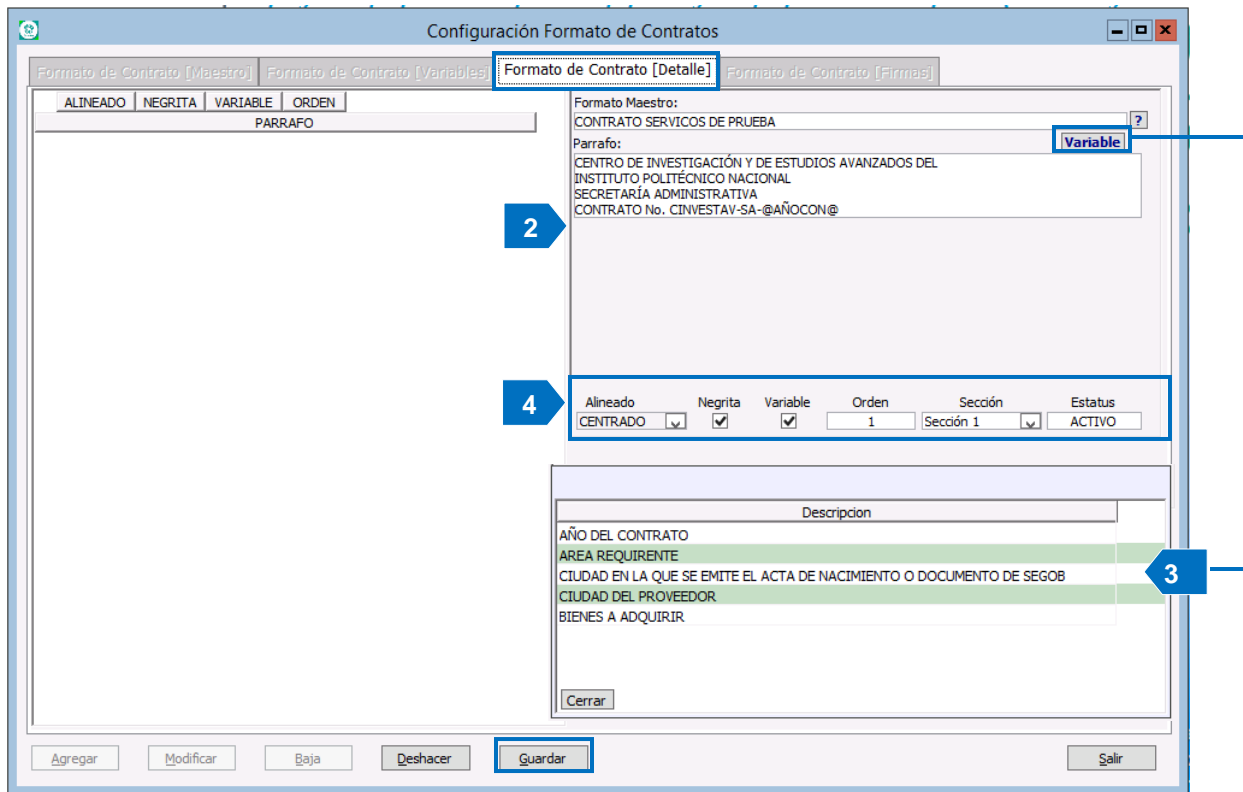 Configuración Formato de Contratos
Formato de Contrato [Maestro] Formato de Contrato [Variables] Formato de Contrato [Detalle] Formato de Contrato [Firmas]
ALINEADO NEGRITA VARIABLE ORDEN
PARRAFO
Formato Maestro:
CONTRATO SERVICOS DE PRUEBA ?
Parrafo: Variable
CENTRO DE INVESTIGACIÓN Y DE ESTUDIOS AVANZADOS DEL
INSTITUTO POLITÉCNICO NACIONAL
SECRETARÍA ADMINISTRATIVA
CONTRATO No. CINVESTAV-SA-@AÑOCON@
2
4
Alineado Negrita Variable Orden Sección Estatus
CENTRADO 1 Sección 1 ACTIVO
Descripcion
AÑO DEL CONTRATO
AREA REQUIRENTE
CIUDAD EN LA QUE SE EMITE EL ACTA DE NACIMIENTO O DOCUMENTO DE SEGOB
3
CIUDAD DEL PROVEEDOR
BIENES A ADQUIRIR
Cerrar
Agregar Modificar Baja Deshacer Guardar Salir